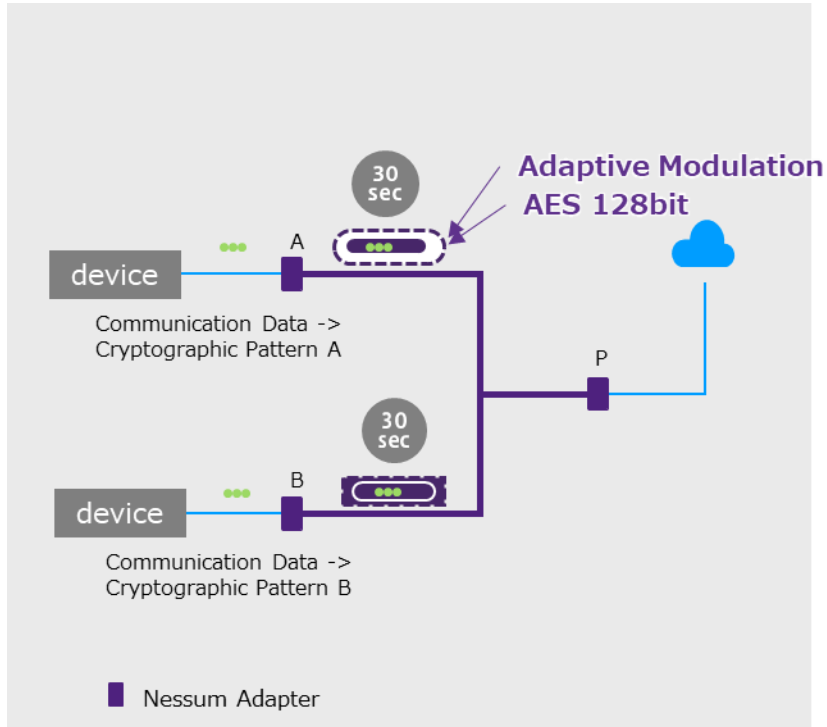 30
sec
Adaptive Modulation
AES 128bit
A
device
Communication Data ->
Cryptographic Pattern A
P
30
sec
B
device
Communication Data ->
Cryptographic Pattern B
Nessum Adapter